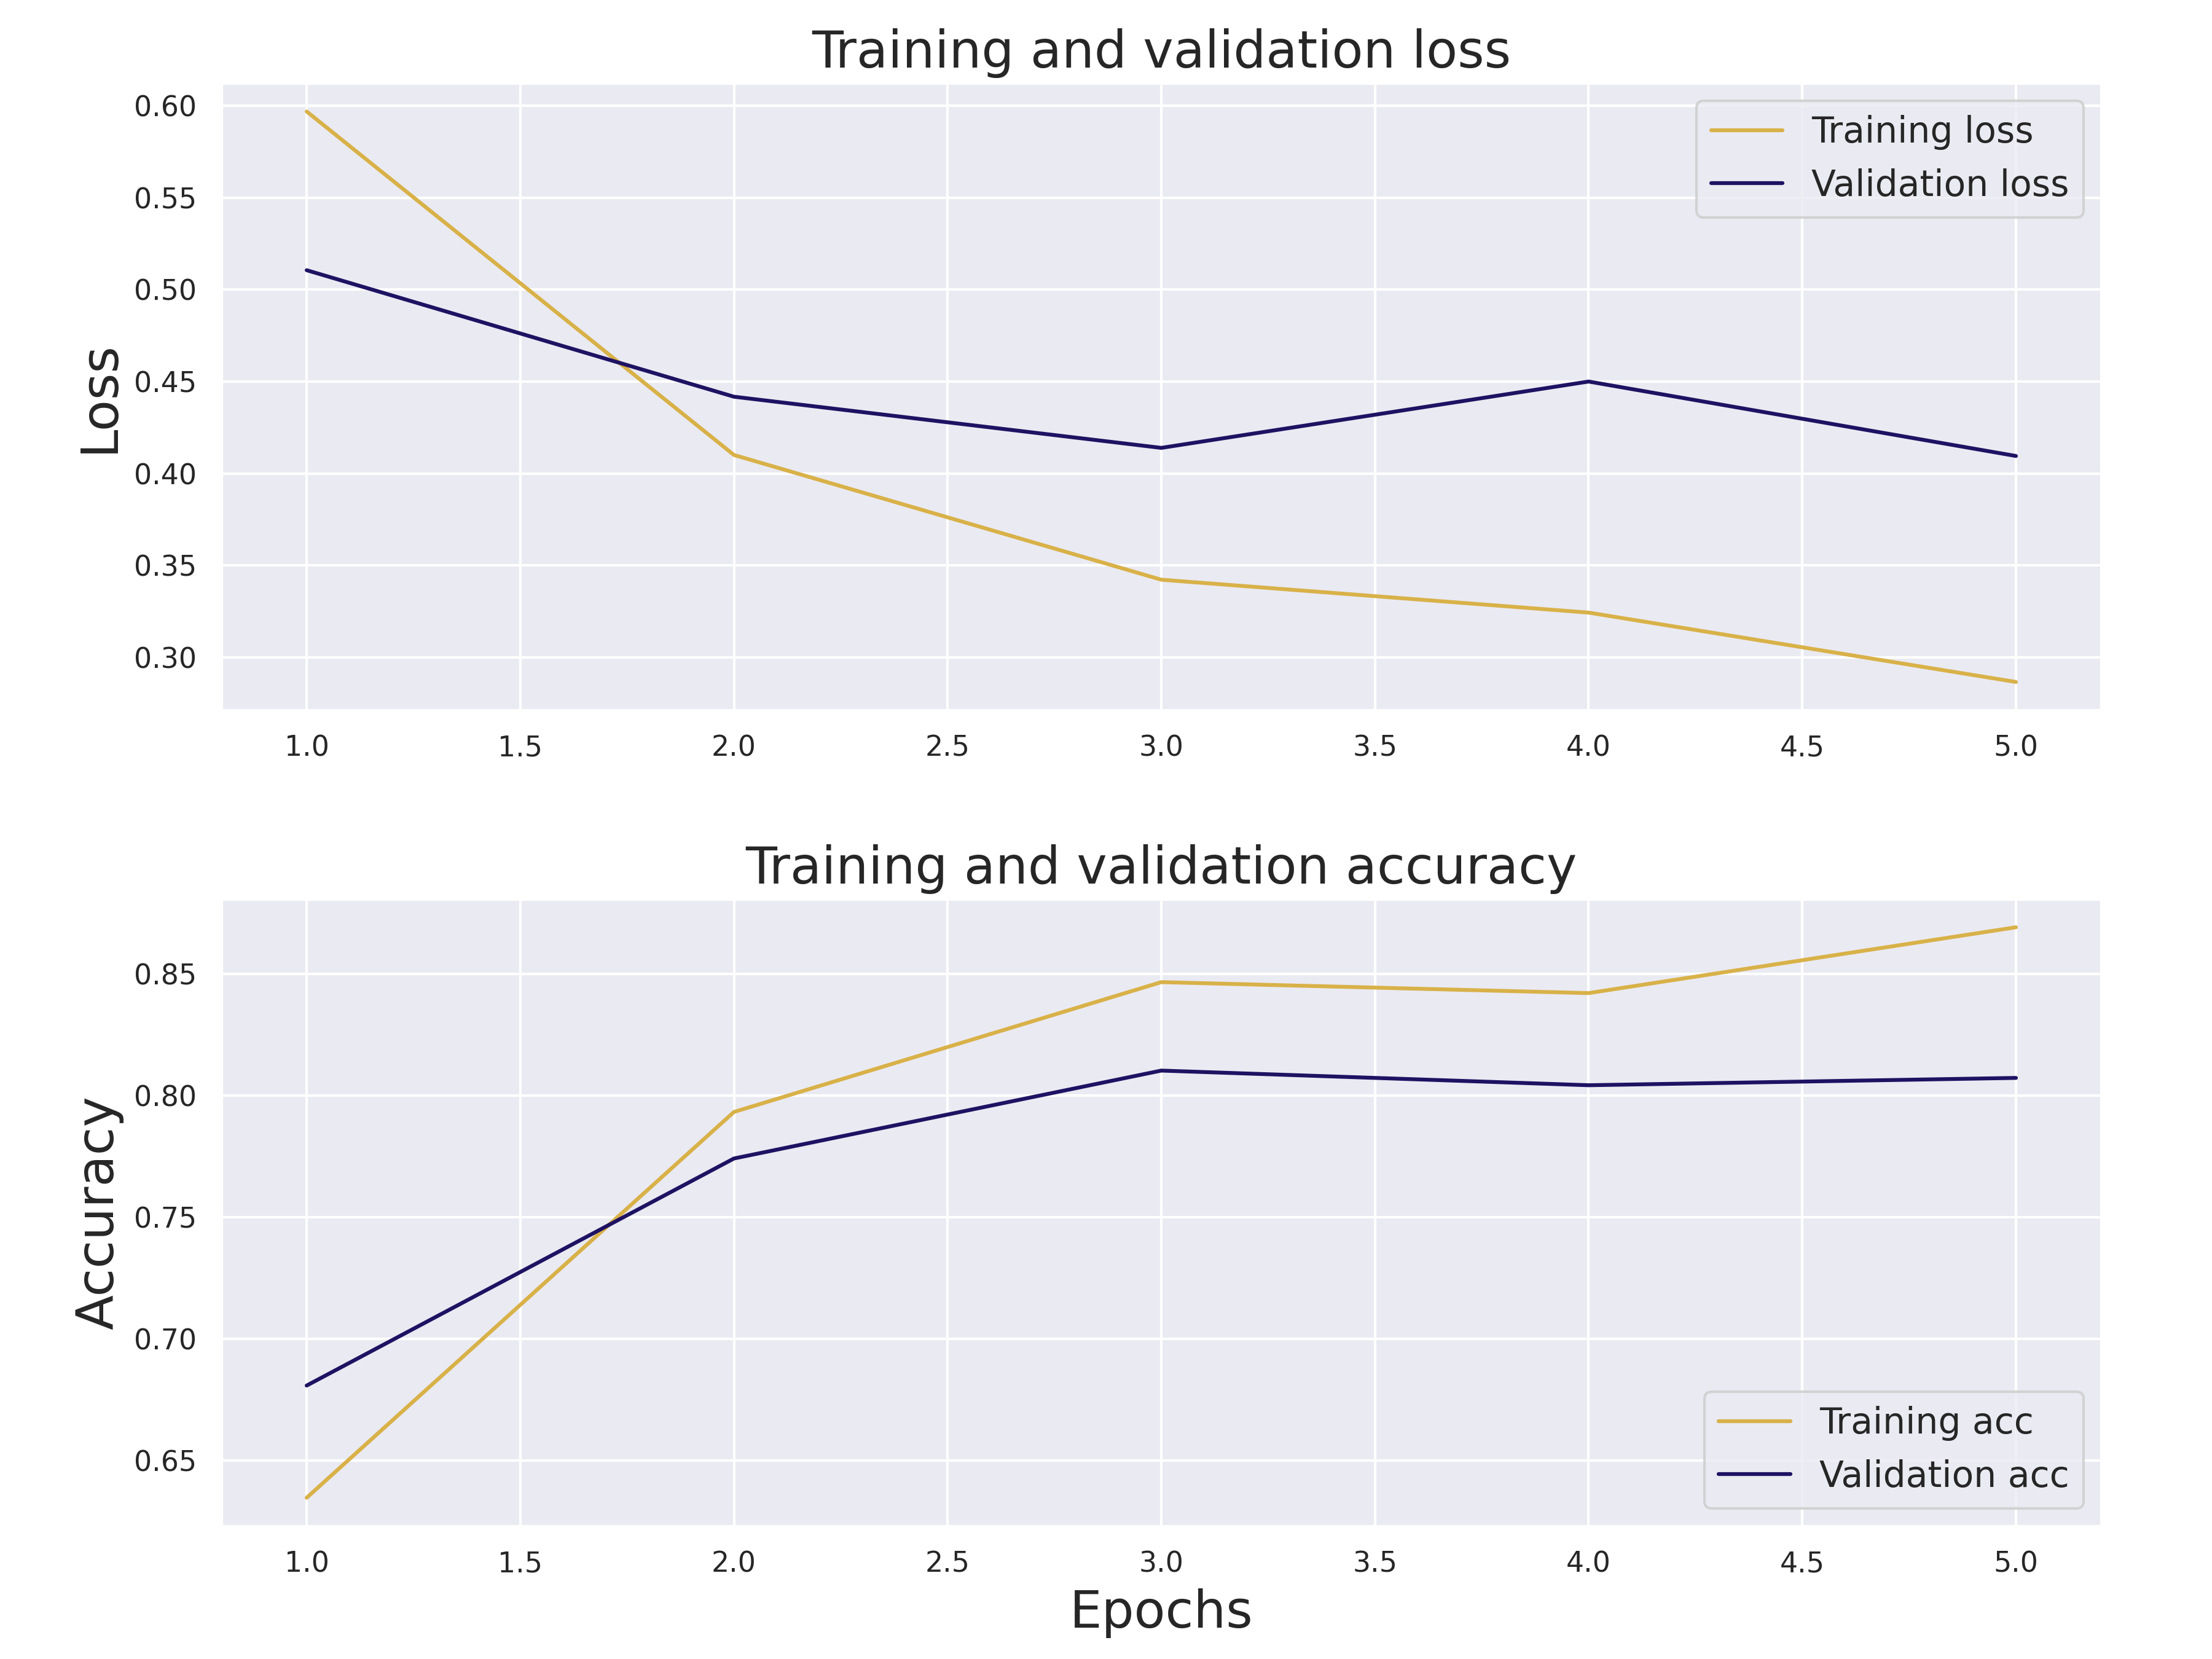 Training and validation loss
Loss
0.60
0.55
0.50
0.45
0.40
0.35
0.30
Training loss
Validation loss
1.0 1.5 2.0 2.5 3.0 3.5 4.0 4.5 5.0
Training and validation accuracy
Accuracy
0.85
0.80
0.75
0.70
0.65
Training acc
Validation acc
1.0 1.5 2.0 2.5 3.0 3.5 4.0 4.5 5.0
Epochs